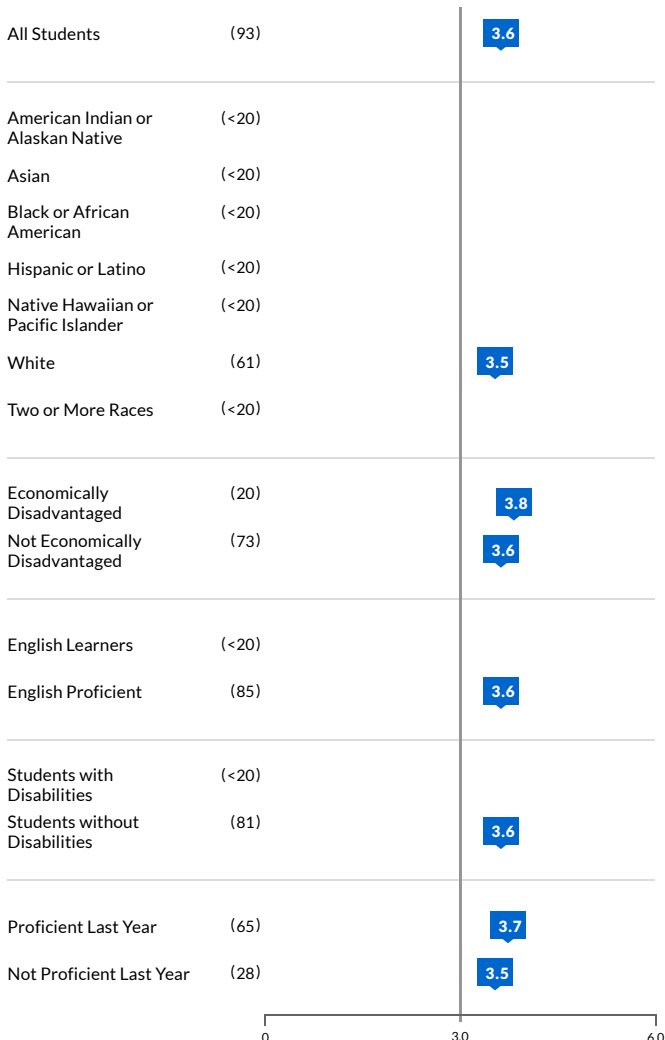 All Students (93) 3.6
American Indian or (<20)
Alaskan Native
Asian (<20)
Black or African (<20)
American
Hispanic or Latino (<20)
Native Hawaiian or (<20)
Pacific Islander
White (61) 3.5
Two or More Races (<20)
Economically (20) 3.8
Disadvantaged
Not Economically (73) 3.6
Disadvantaged
English Learners (<20)
English Proficient (85) 3.6
Students with (<20)
Disabilities
Students without (81) 3.6
Disabilities
Proficient Last Year (65) 3.7
Not Proficient Last Year (28) 3.5
0 3.0 6.0